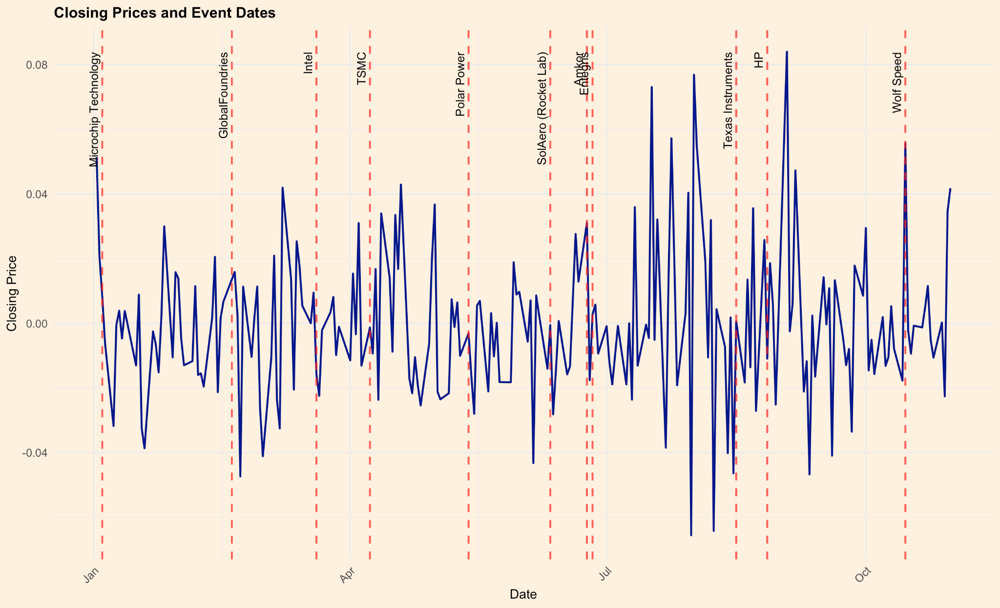 Closing Prices and Event Dates
Microchip Technology
GlobalFoundries
Intel
TSMC
Polar Power
SolAero (Rocket Lab)
Amkor
Entegris
Texas Instruments
HP
Wolf Speed
0.08
0.04
0.00
-0.04
Closing Price
Jan
Apr
Jul
Oct
Date